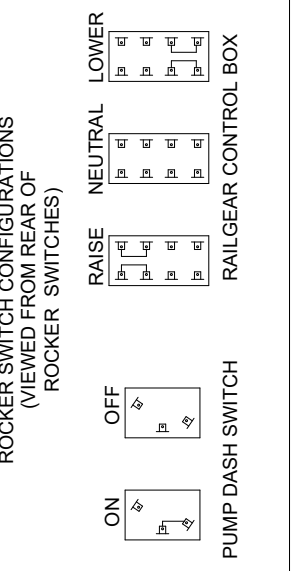 ROCKER SWITCH CONFIGURATIONS
(VIEWED FROM REAR OF
ROCKER SWITCHES)
ON
OFF
PUMP DASH SWITCH
RAISE
NEUTRAL
LOWER
RAILGEAR CONTROL BOX